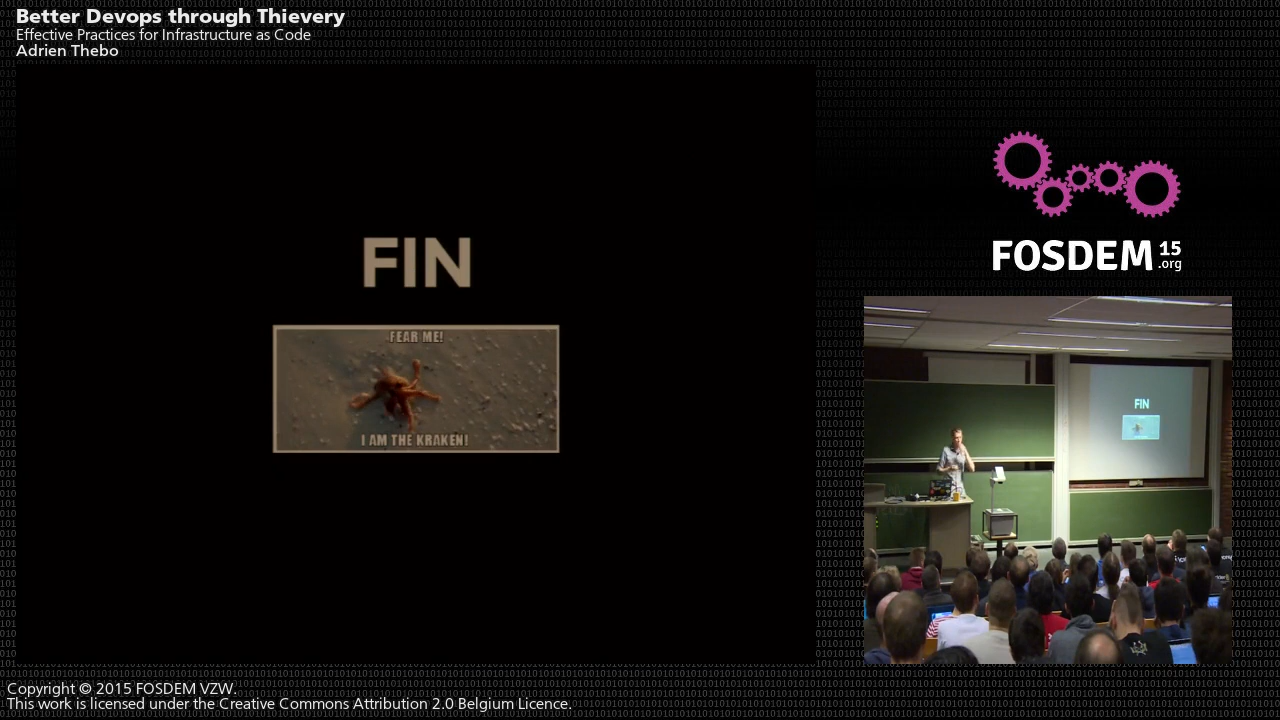 Better Devops through Thievery
Effective Practices for Infrastructure as Code
Adrien Thebo
FIN
FEAR ME!
I AM THE KRAKEN!
FOSDEM 15
.org
FIN
Copyright © 2015 FOSDEM VZW.
This work is licensed under the Creative Commons Attribution 2.0 Belgium Licence.